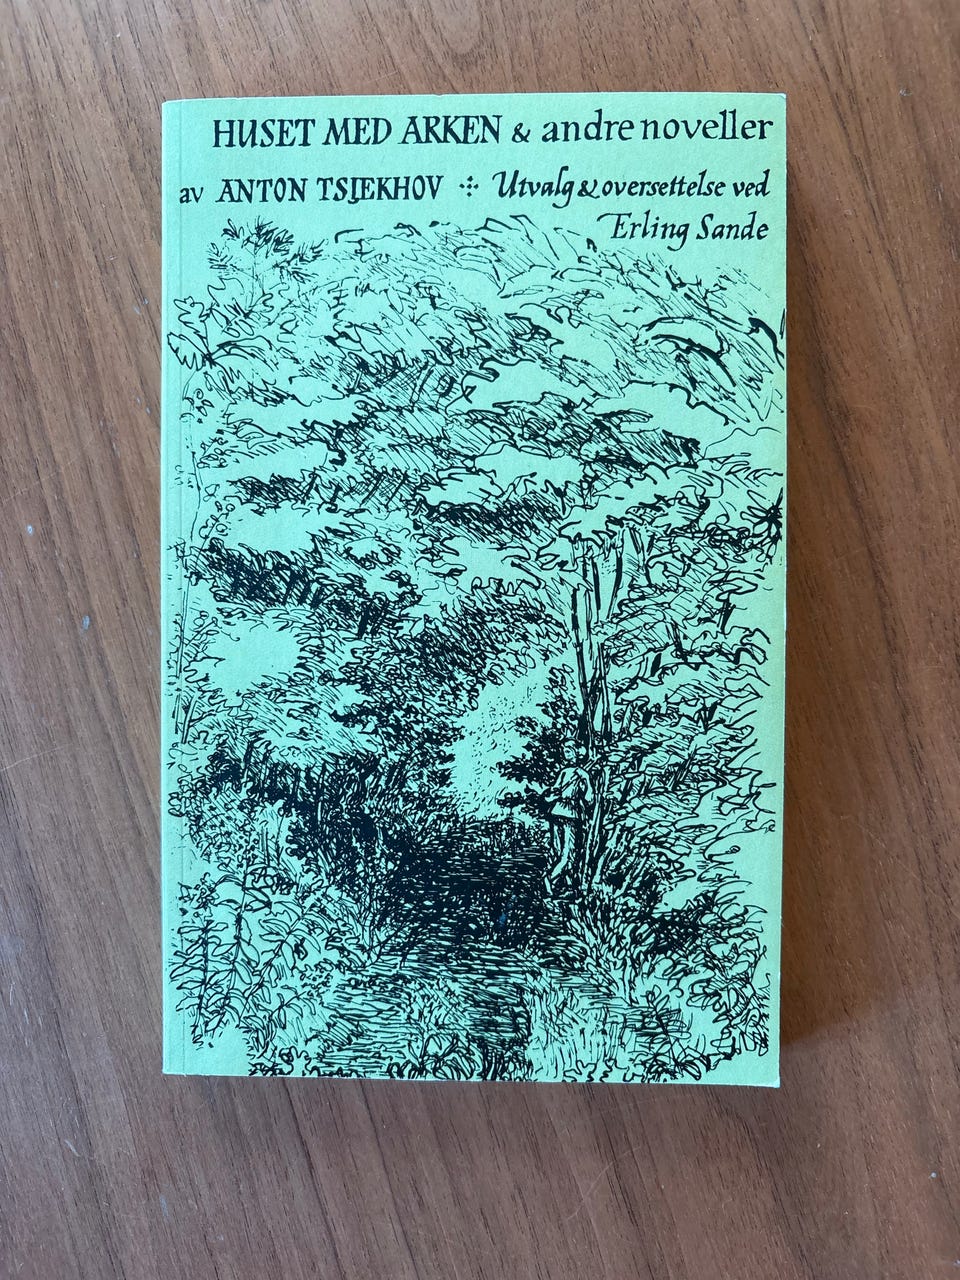 HUSET MED ARKEN & andre noveller
av ANTON TSJEKHOV ⁘ Utvalg & oversettelse ved
Erling Sande